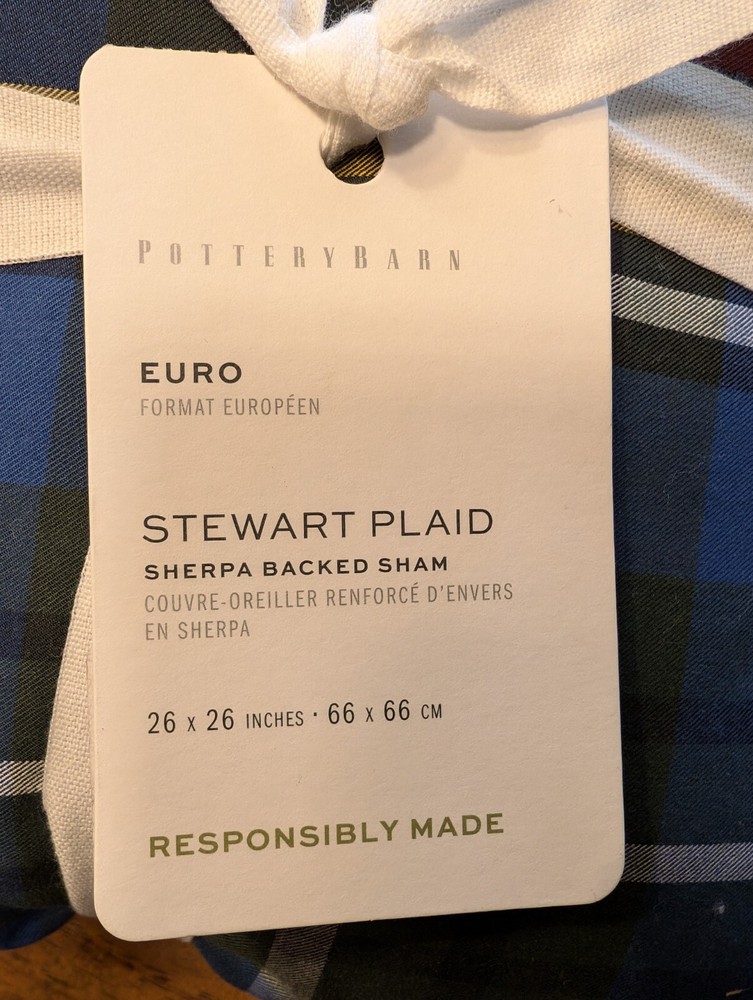 POTTERYBARN
EURO
FORMAT EUROPÉEN
STEWART PLAID
SHERPA BACKED SHAM
COUVRE-OREILLER RENFORCÉ D'ENVERS
EN SHERPA
26 x 26 INCHES · 66 x 66 CM
RESPONSIBLY MADE